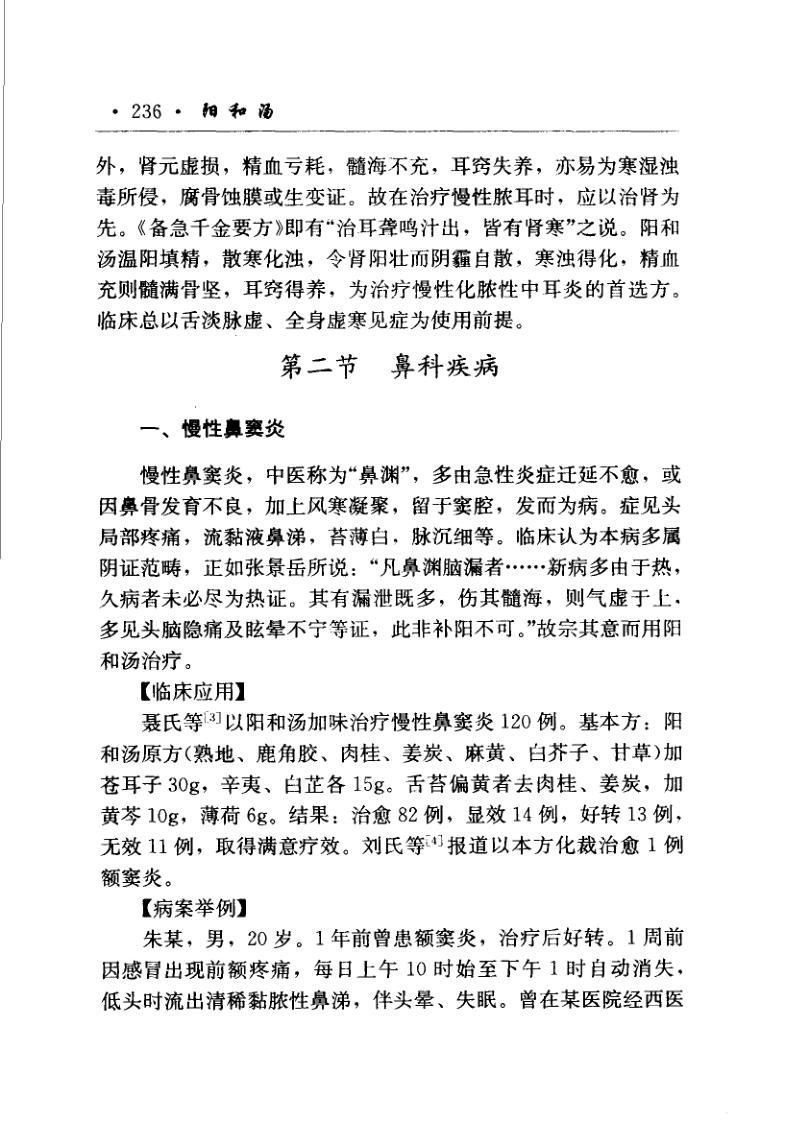 · 236 · 阳和汤
外，肾元虚损，精血亏耗，髓海不充，耳窍失养，亦易为寒湿浊
毒所侵，腐骨蚀膜或生变证。故在治疗慢性脓耳时，应以治肾为
先。《备急千金要方》即有“治耳聋鸣汁出，皆有肾寒”之说。阳和
汤温阳填精，散寒化浊，令肾阳壮而阴霾自散，寒浊得化，精血
充则髓满骨坚，耳窍得养，为治疗慢性化脓性中耳炎的首选方。
临床总以舌淡脉虚、全身虚寒见症为使用前提。
第二节　鼻科疾病
一、慢性鼻窦炎
慢性鼻窦炎，中医称为“鼻渊”，多由急性炎症迁延不愈，或
因鼻骨发育不良，加上风寒凝聚，留于窦腔，发而为病。症见头
局部疼痛，流黏液鼻涕，苔薄白，脉沉细等。临床认为本病多属
阴证范畴，正如张景岳所说：“凡鼻渊脑漏者……新病多由于热，
久病者未必尽为热证。其有漏泄既多，伤其髓海，则气虚于上，
多见头脑隐痛及眩晕不宁等证，此非补阳不可。”故宗其意而用阳
和汤治疗。
【临床应用】
聂氏等[3]以阳和汤加味治疗慢性鼻窦炎 120 例。基本方：阳
和汤原方(熟地、鹿角胶、肉桂、姜炭、麻黄、白芥子、甘草)加
苍耳子 30g，辛夷、白芷各 15g。舌苔偏黄者去肉桂、姜炭，加
黄芩 10g，薄荷 6g。结果：治愈 82 例，显效 14 例，好转 13 例，
无效 11 例，取得满意疗效。刘氏等[4]报道以本方化裁治愈 1 例
额窦炎。
【病案举例】
朱某，男，20 岁。1 年前曾患额窦炎，治疗后好转。1 周前
因感冒出现前额疼痛，每日上午 10 时始至下午 1 时自动消失，
低头时流出清稀黏脓性鼻涕，伴头晕、失眠。曾在某医院经西医